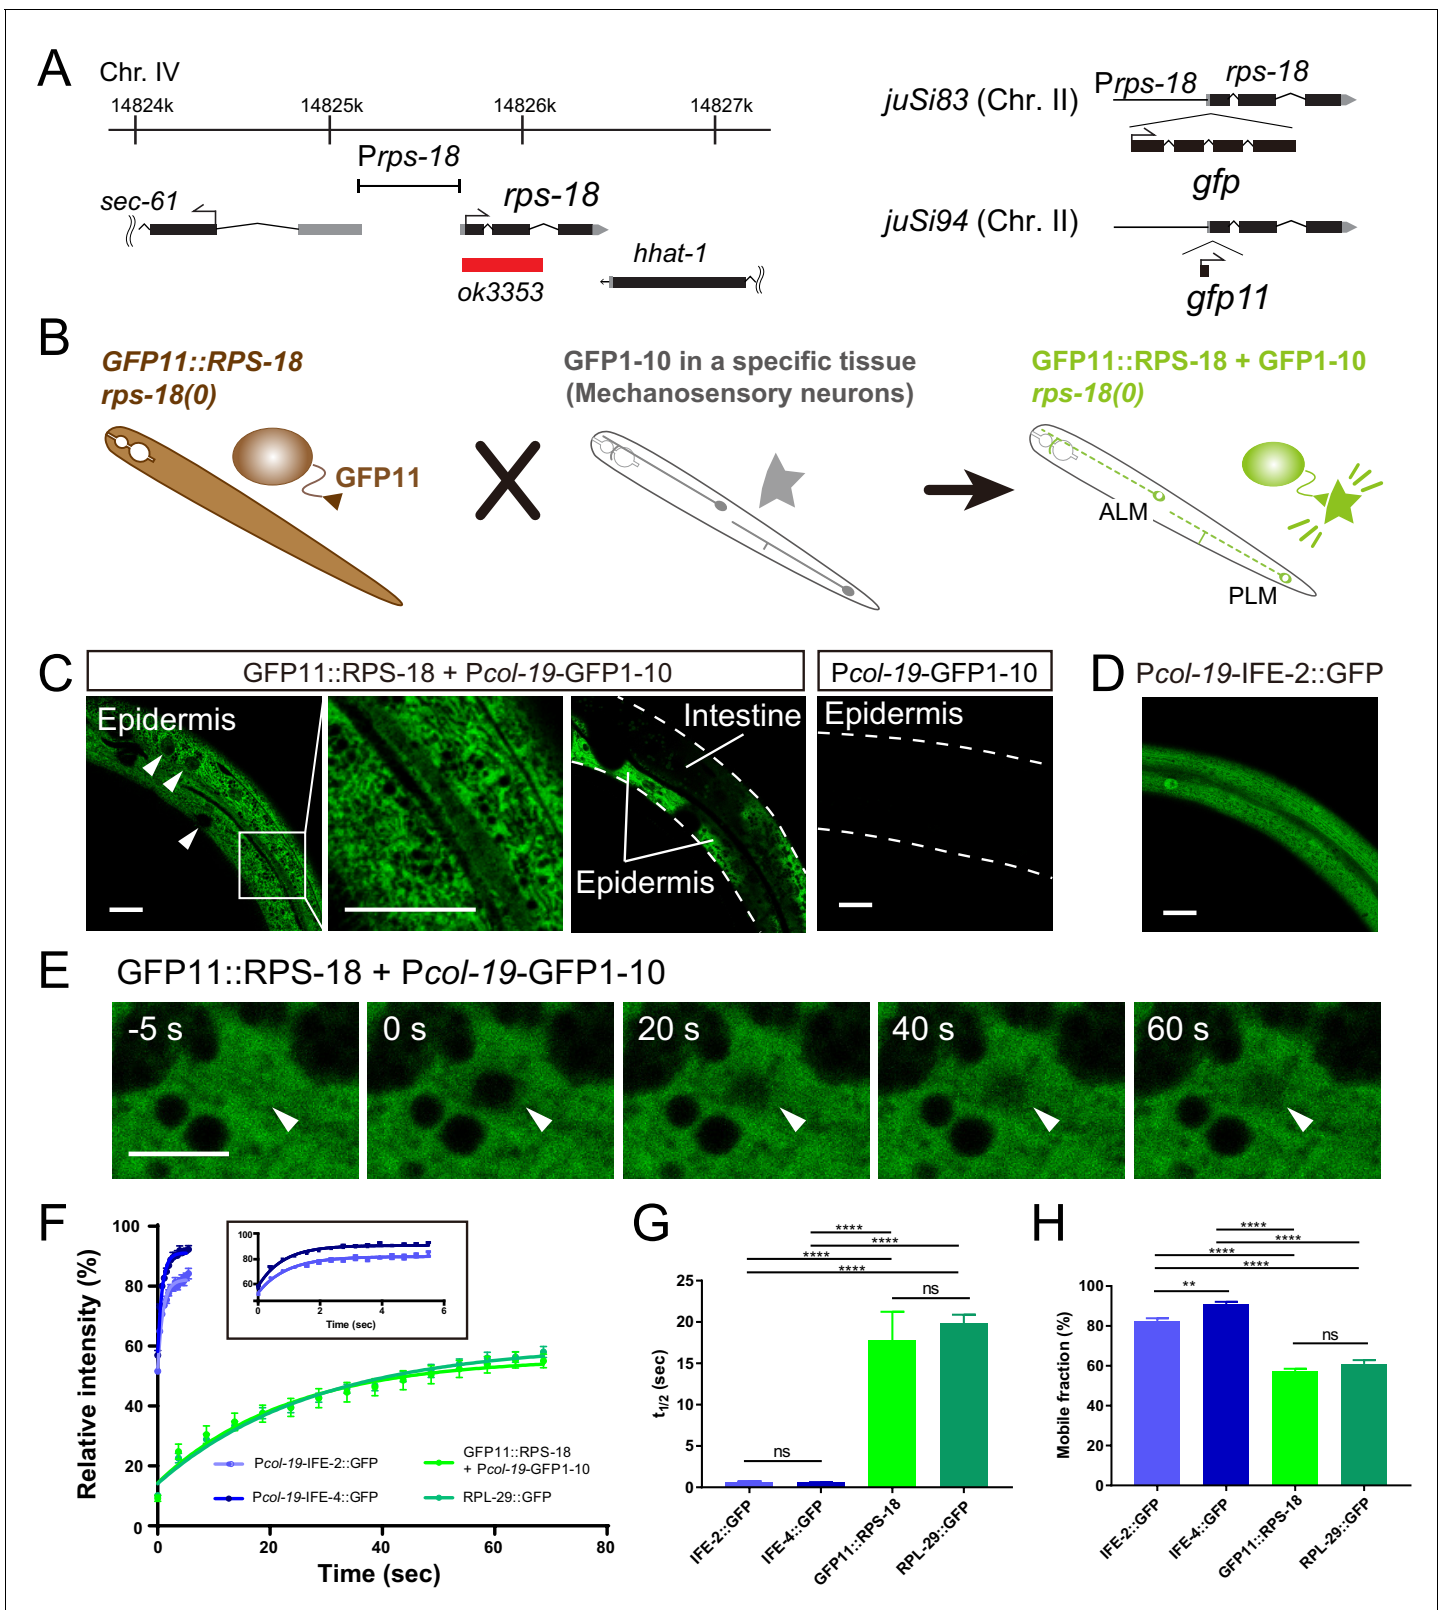 A
Chr. IV
14824k 14825k 14826k 14827k
Prps-18
sec-61
rps-18
hhat-1
ok3353
juSi83 (Chr. II)
Prps-18 rps-18
gfp
juSi94 (Chr. II)
gfp11
B
GFP11::RPS-18
rps-18(0)
GFP11
GFP1-10 in a specific tissue
(Mechanosensory neurons)
GFP11::RPS-18 + GFP1-10
rps-18(0)
ALM
PLM
C
GFP11::RPS-18 + Pcol-19-GFP1-10
Pcol-19-GFP1-10
Epidermis
Intestine
Epidermis
Epidermis
D
Pcol-19-IFE-2::GFP
E
GFP11::RPS-18 + Pcol-19-GFP1-10
-5 s
0 s
20 s
40 s
60 s
F
Relative intensity (%)
100
80
60
40
20
0
0 20 40 60 80
Time (sec)
100
80
60
0 2 4 6
Time (sec)
Pcol-19-IFE-2::GFP
Pcol-19-IFE-4::GFP
GFP11::RPS-18
+ Pcol-19-GFP1-10
RPL-29::GFP
G
****
****
****
****
ns
ns
t1/2 (sec)
25
20
15
10
5
0
IFE-2::GFP
IFE-4::GFP
GFP11::RPS-18
RPL-29::GFP
H
****
****
****
****
**
ns
Mobile fraction (%)
100
80
60
40
20
0
IFE-2::GFP
IFE-4::GFP
GFP11::RPS-18
RPL-29::GFP